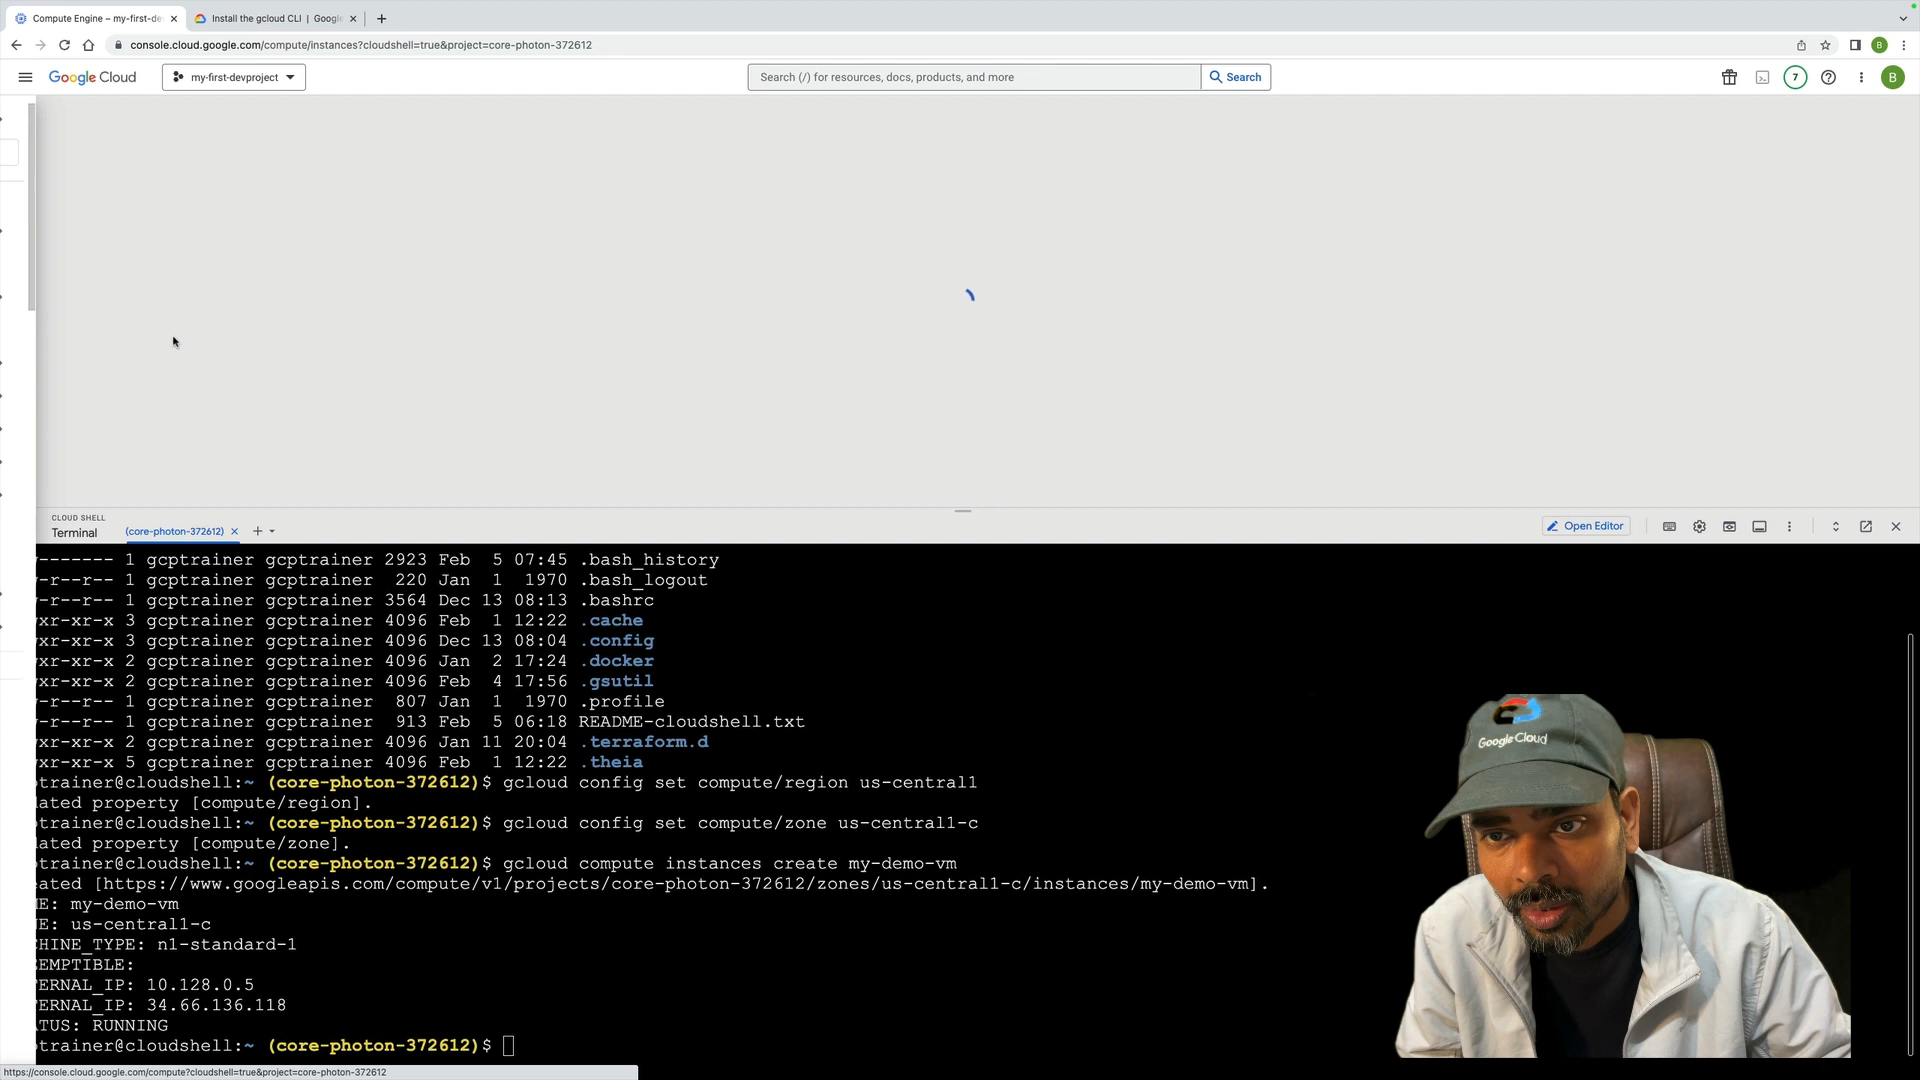 Compute Engine – my-first-de
Install the gcloud CLI | Google
console.cloud.google.com/compute/instances?cloudshell=true&project=core-photon-372612
B
Google Cloud
my-first-devproject
Search (/) for resources, docs, products, and more
Search
7
B
CLOUD SHELL
Terminal
(core-photon-372612)
Open Editor
------- 1 gcptrainer gcptrainer 2923 Feb 5 07:45 .bash_history
-r--r-- 1 gcptrainer gcptrainer 220 Jan 1 1970 .bash_logout
-r--r-- 1 gcptrainer gcptrainer 3564 Dec 13 08:13 .bashrc
xr-xr-x 3 gcptrainer gcptrainer 4096 Feb 1 12:22 .cache
xr-xr-x 3 gcptrainer gcptrainer 4096 Dec 13 08:04 .config
xr-xr-x 2 gcptrainer gcptrainer 4096 Jan 2 17:24 .docker
xr-xr-x 2 gcptrainer gcptrainer 4096 Feb 4 17:56 .gsutil
-r--r-- 1 gcptrainer gcptrainer 807 Jan 1 1970 .profile
-r--r-- 1 gcptrainer gcptrainer 913 Feb 5 06:18 README-cloudshell.txt
xr-xr-x 2 gcptrainer gcptrainer 4096 Jan 11 20:04 .terraform.d
xr-xr-x 5 gcptrainer gcptrainer 4096 Feb 1 12:22 .theia
trainer@cloudshell:~ (core-photon-372612)$ gcloud config set compute/region us-central1
ated property [compute/region].
trainer@cloudshell:~ (core-photon-372612)$ gcloud config set compute/zone us-central1-c
ated property [compute/zone].
trainer@cloudshell:~ (core-photon-372612)$ gcloud compute instances create my-demo-vm
eated [https://www.googleapis.com/compute/v1/projects/core-photon-372612/zones/us-central1-c/instances/my-demo-vm].
E: my-demo-vm
E: us-central1-c
HINE_TYPE: n1-standard-1
EMPTIBLE:
ERNAL_IP: 10.128.0.5
ERNAL_IP: 34.66.136.118
TUS: RUNNING
trainer@cloudshell:~ (core-photon-372612)$
Google Cloud
https://console.cloud.google.com/compute?cloudshell=true&project=core-photon-372612